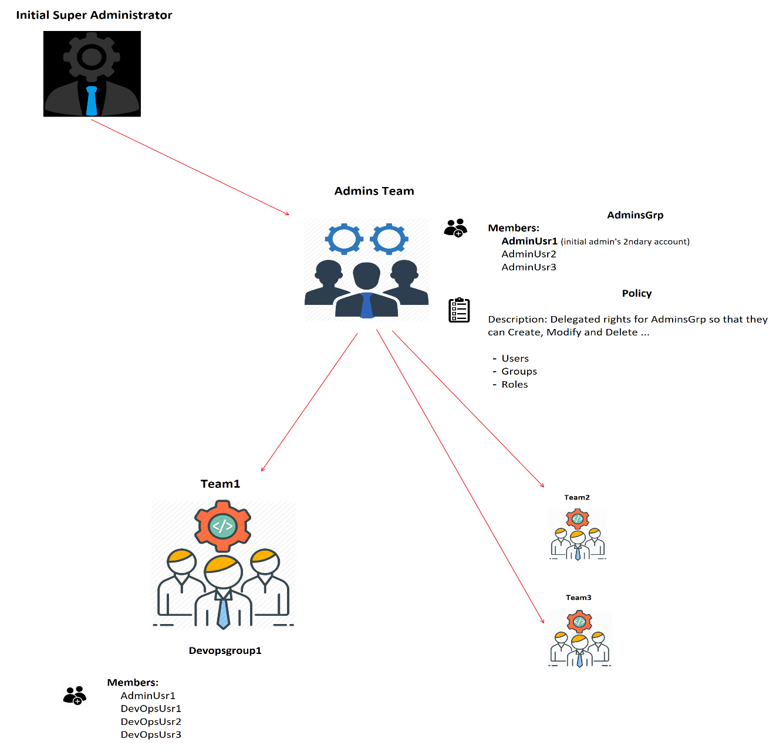 Initial Super Administrator
Admins Team
AdminsGrp
Members:
AdminUsr1 (initial admin's 2ndary account)
AdminUsr2
AdminUsr3
Policy
Description: Delegated rights for AdminsGrp so that they
can Create, Modify and Delete ...
- Users
- Groups
- Roles
Team1
</>
Devopsgroup1
Members:
AdminUsr1
DevOpsUsr1
DevOpsUsr2
DevOpsUsr3
Team2
</>
Team3
</>